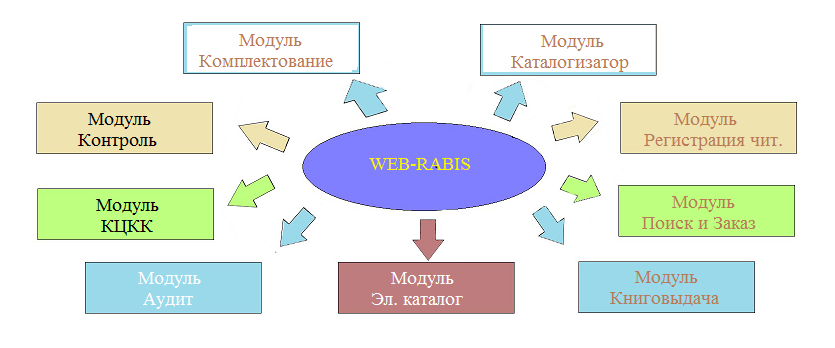 Модуль
Комплектование
Модуль
Каталогизатор
Модуль
Контроль
Модуль
Регистрация чит.
WEB-RABIS
Модуль
КЦКК
Модуль
Поиск и Заказ
Модуль
Аудит
Модуль
Эл. каталог
Модуль
Книговыдача